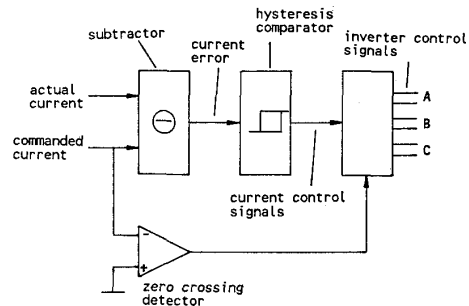 subtractor
current
error
hysteresis
comparator
inverter control
signals
actual
current
commanded
current
A
B
C
current control
signals
-
+
zero crossing
detector